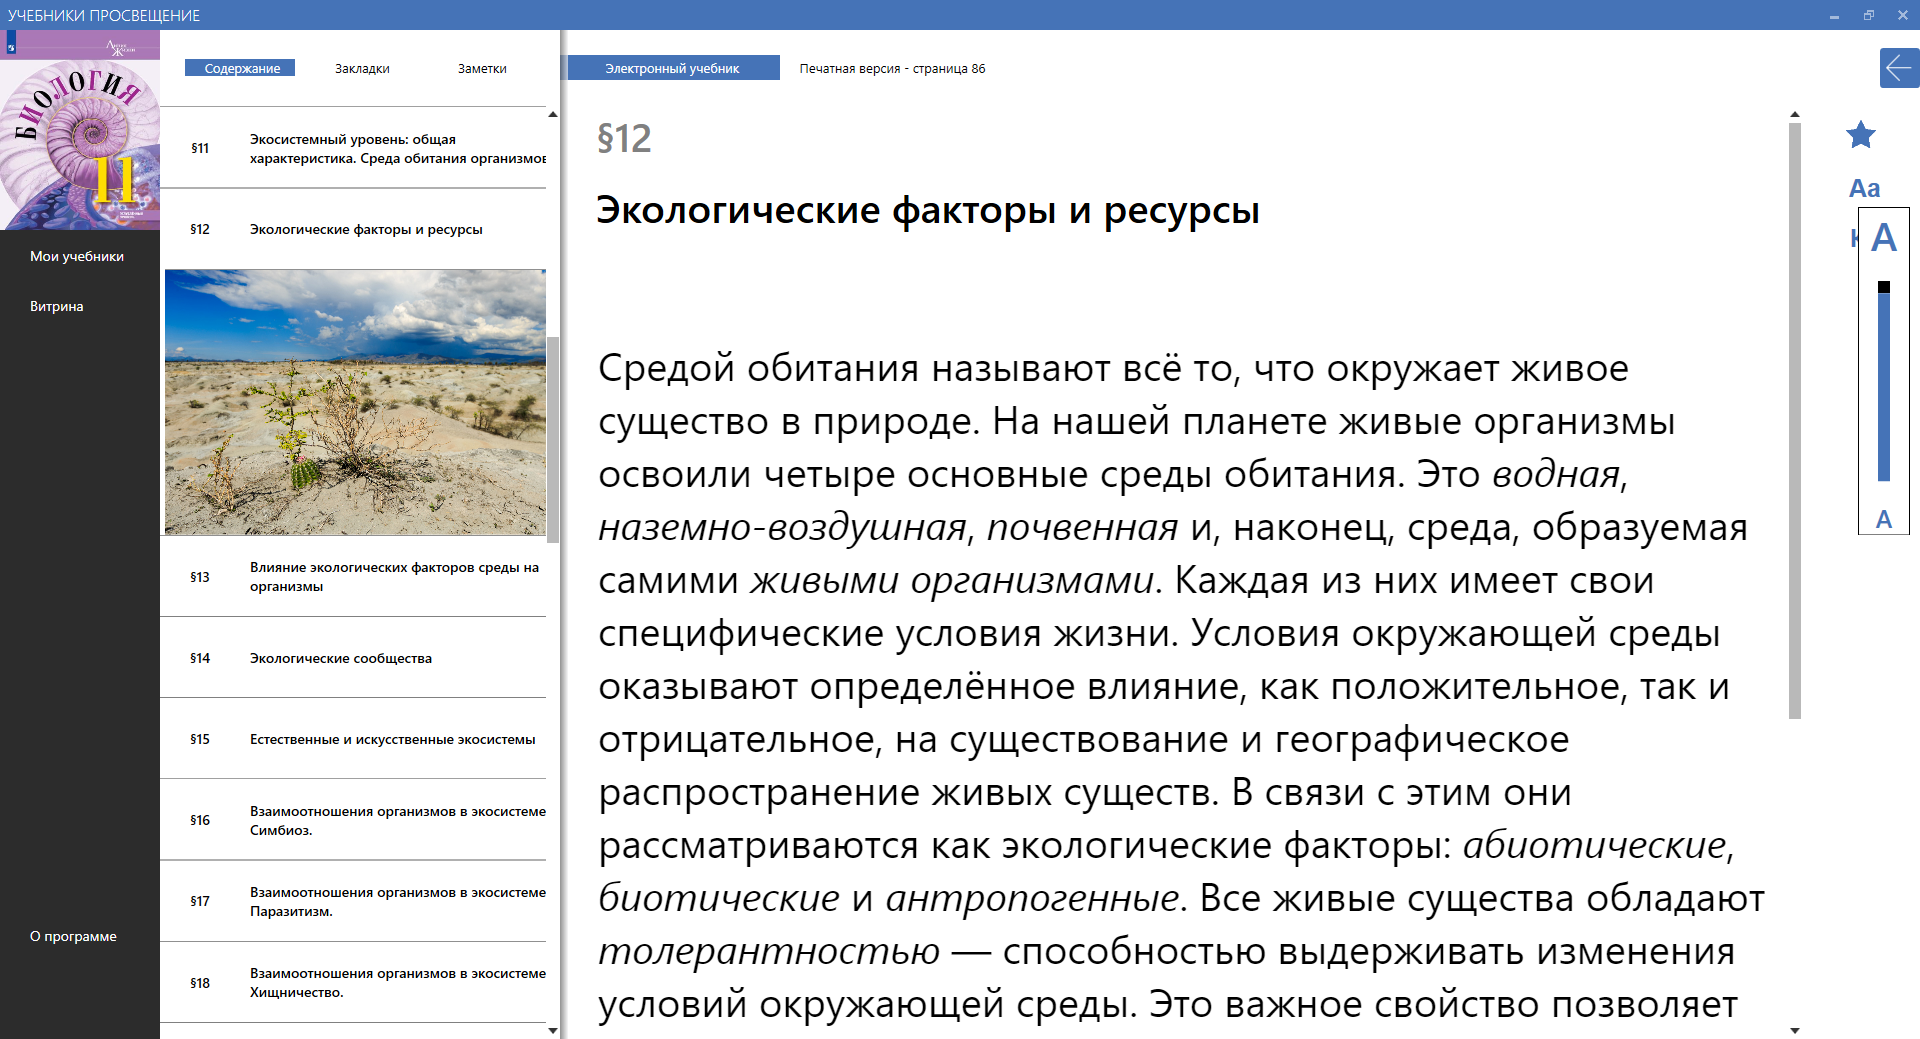 УЧЕБНИКИ ПРОСВЕЩЕНИЕ
БИОЛОГИЯ
11
Мои учебники
Витрина
О программе
Содержание
Закладки
Заметки
§11
Экосистемный уровень: общая
характеристика. Среда обитания организмов
§12
Экологические факторы и ресурсы
§13
Влияние экологических факторов среды на
организмы
§14
Экологические сообщества
§15
Естественные и искусственные экосистемы
§16
Взаимоотношения организмов в экосистеме
Симбиоз.
§17
Взаимоотношения организмов в экосистеме
Паразитизм.
§18
Взаимоотношения организмов в экосистеме
Хищничество.
Электронный учебник
Печатная версия - страница 86
§12
Экологические факторы и ресурсы
Средой обитания называют всё то, что окружает живое
существо в природе. На нашей планете живые организмы
освоили четыре основные среды обитания. Это водная,
наземно-воздушная, почвенная и, наконец, среда, образуемая
самими живыми организмами. Каждая из них имеет свои
специфические условия жизни. Условия окружающей среды
оказывают определённое влияние, как положительное, так и
отрицательное, на существование и географическое
распространение живых существ. В связи с этим они
рассматриваются как экологические факторы: абиотические,
биотические и антропогенные. Все живые существа обладают
толерантностью — способностью выдерживать изменения
условий окружающей среды. Это важное свойство позволяет
Aa
A
A